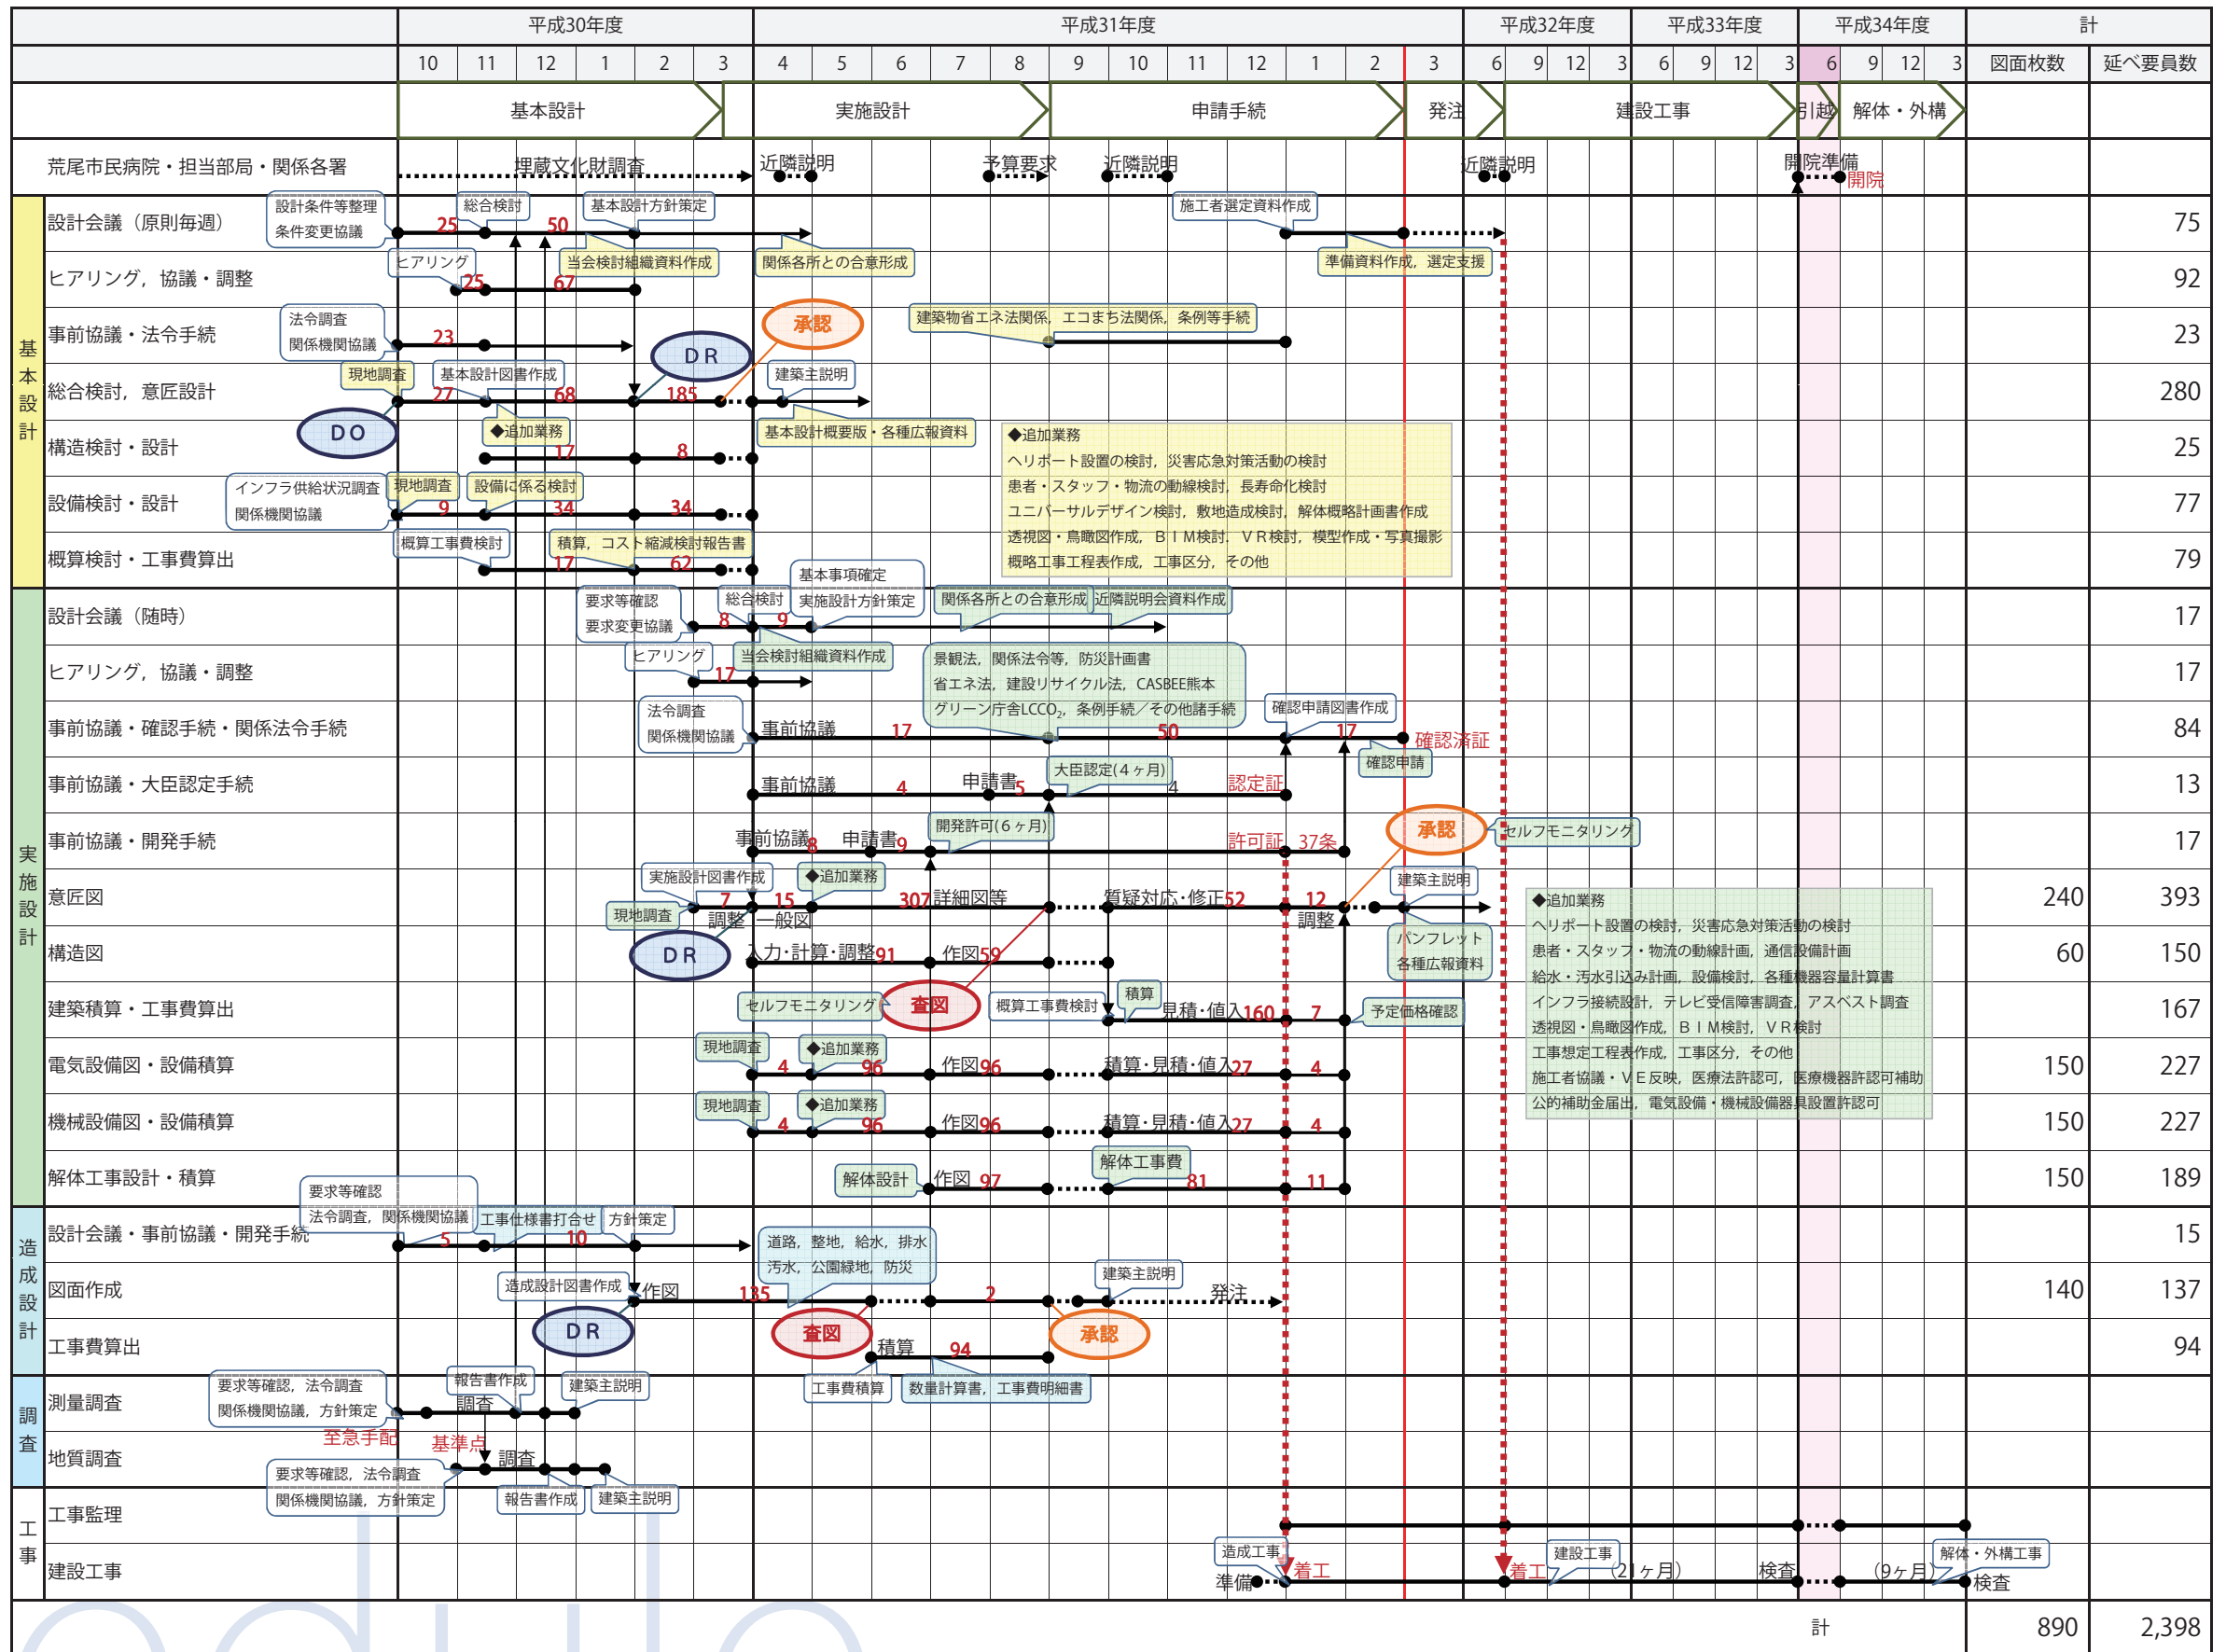 平成30年度 平成31年度 平成32年度 平成33年度 平成34年度 計
10 11 12 1 2 3 4 5 6 7 8 9 10 11 12 1 2 3 6 9 12 3 6 9 12 3 6 9 12 3 図面枚数 延べ要員数
基本設計 実施設計 申請手続 発注 建設工事 引越 解体・外構
荒尾市民病院・担当部局・関係各署 埋蔵文化財調査 近隣説明 予算要求 近隣説明 近隣説明 開院準備 開院
基本設計
設計会議（原則毎週） 75
設計条件等整理
条件変更協議
25 総合検討 50 基本設計方針策定 施工者選定資料作成
当会検討組織資料作成 関係各所との合意形成 準備資料作成，選定支援
ヒアリング，協議・調整 92
ヒアリング 25 67
事前協議・法令手続 23
法令調査
関係機関協議
23 承認 建築物省エネ法関係，エコまち法関係，条例等手続
DR
総合検討，意匠設計 280
現地調査 基本設計図書作成 27 68 185 建築主説明
DO ◆追加業務 基本設計概要版・各種広報資料
構造検討・設計 25
17 8
◆追加業務
ヘリポート設置の検討，災害応急対策活動の検討
患者・スタッフ・物流の動線検討，長寿命化検討
ユニバーサルデザイン検討，敷地造成検討，解体概略計画書作成
透視図・鳥瞰図作成，ＢＩＭ検討，ＶＲ検討，模型作成・写真撮影
概略工事工程表作成，工事区分，その他
設備検討・設計 77
インフラ供給状況調査
関係機関協議
現地調査 設備に係る検討 9 34 34
概算検討・工事費算出 79
概算工事費検討 積算，コスト縮減検討報告書 17 62
実施設計
設計会議（随時） 17
要求等確認
要求変更協議
総合検討 8 9
基本事項確定
実施設計方針策定
関係各所との合意形成 近隣説明会資料作成
ヒアリング，協議・調整 17
ヒアリング 17 当会検討組織資料作成
景観法，関係法令等，防災計画書
省エネ法，建設リサイクル法，CASBEE熊本
グリーン庁舎LCCO2，条例手続／その他諸手続
事前協議・確認手続・関係法令手続 84
法令調査
関係機関協議
事前協議 17 50 確認申請図書作成 17 確認済証
確認申請
事前協議・大臣認定手続 13
事前協議 4 申請書 5 大臣認定(４ヶ月) 4 認定証
事前協議・開発手続 17
事前協議 8 申請書 9 開発許可(６ヶ月) 許可証 37条 承認 セルフモニタリング
意匠図 240 393
実施設計図書作成 ◆追加業務 建築主説明
現地調査 7 15 307 詳細図等 質疑対応・修正 52 12
調整 一般図 調整
パンフレット
各種広報資料
◆追加業務
ヘリポート設置の検討，災害応急対策活動の検討
患者・スタッフ・物流の動線計画，通信設備計画
給水・汚水引込み計画，設備検討，各種機器容量計算書
インフラ接続設計，テレビ受信障害調査，アスベスト調査
透視図・鳥瞰図作成，ＢＩＭ検討，ＶＲ検討
工事想定工程表作成，工事区分，その他
施工者協議・ＶＥ反映，医療法許認可，医療機器許認可補助
公的補助金届出，電気設備・機械設備器具設置許認可
構造図 60 150
DR 入力・計算・調整 91 作図 59
建築積算・工事費算出 167
セルフモニタリング 査図 概算工事費検討 積算 見積・値入 160 7 予定価格確認
電気設備図・設備積算 150 227
現地調査 ◆追加業務 4 96 作図 96 積算・見積・値入 27 4
機械設備図・設備積算 150 227
現地調査 ◆追加業務 4 96 作図 96 積算・見積・値入 27 4
解体工事設計・積算 150 189
解体設計 作図 97 解体工事費 81 11
造成設計
設計会議・事前協議・開発手続 15
要求等確認
法令調査，関係機関協議
5 工事仕様書打合せ 10 方針策定
道路，整地，給水，排水
汚水，公園緑地，防災
図面作成 140 137
造成設計図書作成 作図 135 2 建築主説明 発注
DR 査図 承認
工事費算出 94
積算 94
工事費積算 数量計算書，工事費明細書
調査
測量調査
要求等確認，法令調査
関係機関協議，方針策定
報告書作成 調査 建築主説明
至急手配 基準点
地質調査
要求等確認，法令調査
関係機関協議，方針策定
調査 報告書作成 建築主説明
工事
工事監理
建設工事
造成工事 準備 着工 着工 建設工事 （21ヶ月） 検査 （9ヶ月） 解体・外構工事 検査
計 890 2,398